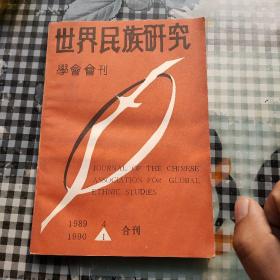 世界民族研究
學會會刊
JOURNAL OF THE CHINESE
ASSOCIATION FOR GLOBAL
ETHNIC STUDIES
1989 4
1990 1 合刊